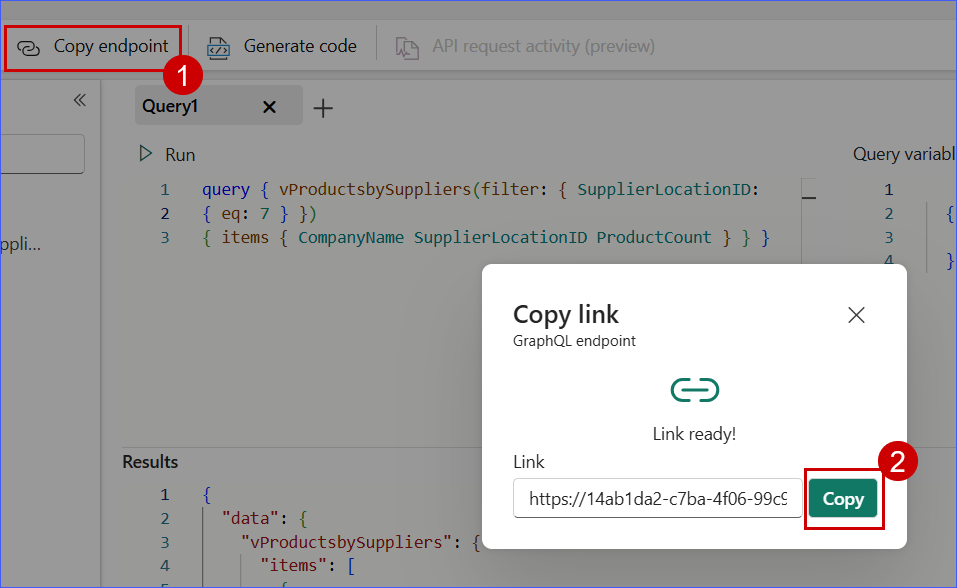 Copy endpoint
Generate code
API request activity (preview)
1
Query1
Run
Query variabl
1 query { vProductsbySuppliers(filter: { SupplierLocationID:
2 { eq: 7 } })
3 { items { CompanyName SupplierLocationID ProductCount } } }
1
2 {
3
4 }
ppli...
Copy link
GraphQL endpoint
Link ready!
Link
https://14ab1da2-c7ba-4f06-99c9
Copy
2
Results
1 {
2 "data": {
3 "vProductsbySuppliers": {
4 "items": [
5 {